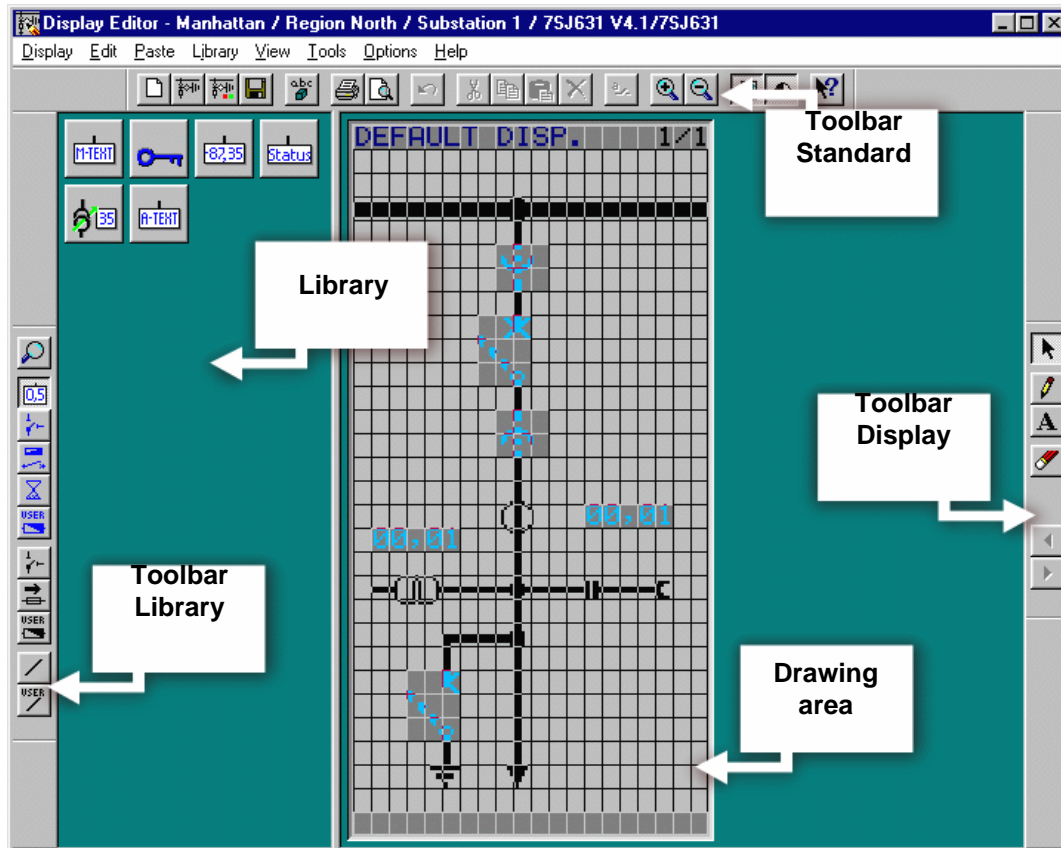 Display Editor - Manhattan / Region North / Substation 1 / 7SJ631 V4.1/7SJ631
Display Edit Paste Library View Tools Options Help
abc
Toolbar
Standard
M-TEXT
-87,35
Status
35
A-TEXT
DEFAULT DISP. 1/1
Library
0,5
USER
USER
USER
Toolbar
Library
00,01
00,01
Toolbar
Display
A
Drawing
area